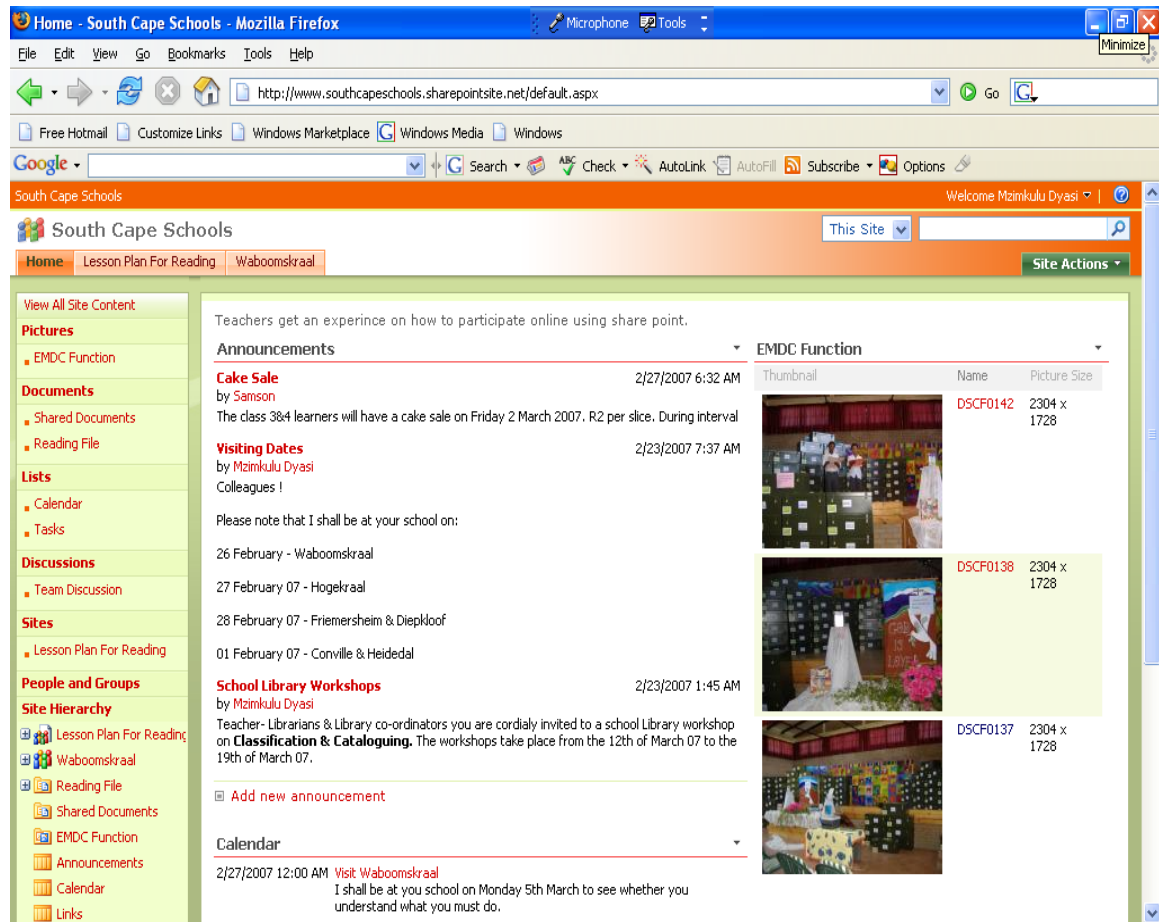 Home - South Cape Schools - Mozilla Firefox
Microphone Tools
Minimize
File Edit View Go Bookmarks Tools Help
http://www.southcapeschools.sharepointsite.net/default.aspx
Go
Free Hotmail Customize Links Windows Marketplace Windows Media Windows
Google Search Check AutoLink AutoFill Subscribe Options
South Cape Schools
Welcome Mzimkulu Dyasi
South Cape Schools
This Site
Home Lesson Plan For Reading Waboomskraal
Site Actions
View All Site Content
Pictures
EMDC Function
Documents
Shared Documents
Reading File
Lists
Calendar
Tasks
Discussions
Team Discussion
Sites
Lesson Plan For Reading
People and Groups
Site Hierarchy
Lesson Plan For Reading
Waboomskraal
Reading File
Shared Documents
EMDC Function
Announcements
Calendar
Links
Teachers get an experince on how to participate online using share point.
Announcements
Cake Sale 2/27/2007 6:32 AM
by Samson
The class 3&4 learners will have a cake sale on Friday 2 March 2007. R2 per slice. During interval
Visiting Dates 2/23/2007 7:37 AM
by Mzimkulu Dyasi
Colleagues !
Please note that I shall be at your school on:
26 February - Waboomskraal
27 February 07 - Hogekraal
28 February 07 - Friemersheim & Diepkloof
01 February 07 - Conville & Heidedal
School Library Workshops 2/23/2007 1:45 AM
by Mzimkulu Dyasi
Teacher- Librarians & Library co-ordinators you are cordialy invited to a school Library workshop
on Classification & Cataloguing. The workshops take place from the 12th of March 07 to the
19th of March 07.
Add new announcement
Calendar
2/27/2007 12:00 AM Visit Waboomskraal
I shall be at you school on Monday 5th March to see whether you
understand what you must do.
EMDC Function
Thumbnail Name Picture Size
DSCF0142 2304 x
1728
DSCF0138 2304 x
1728
DSCF0137 2304 x
1728